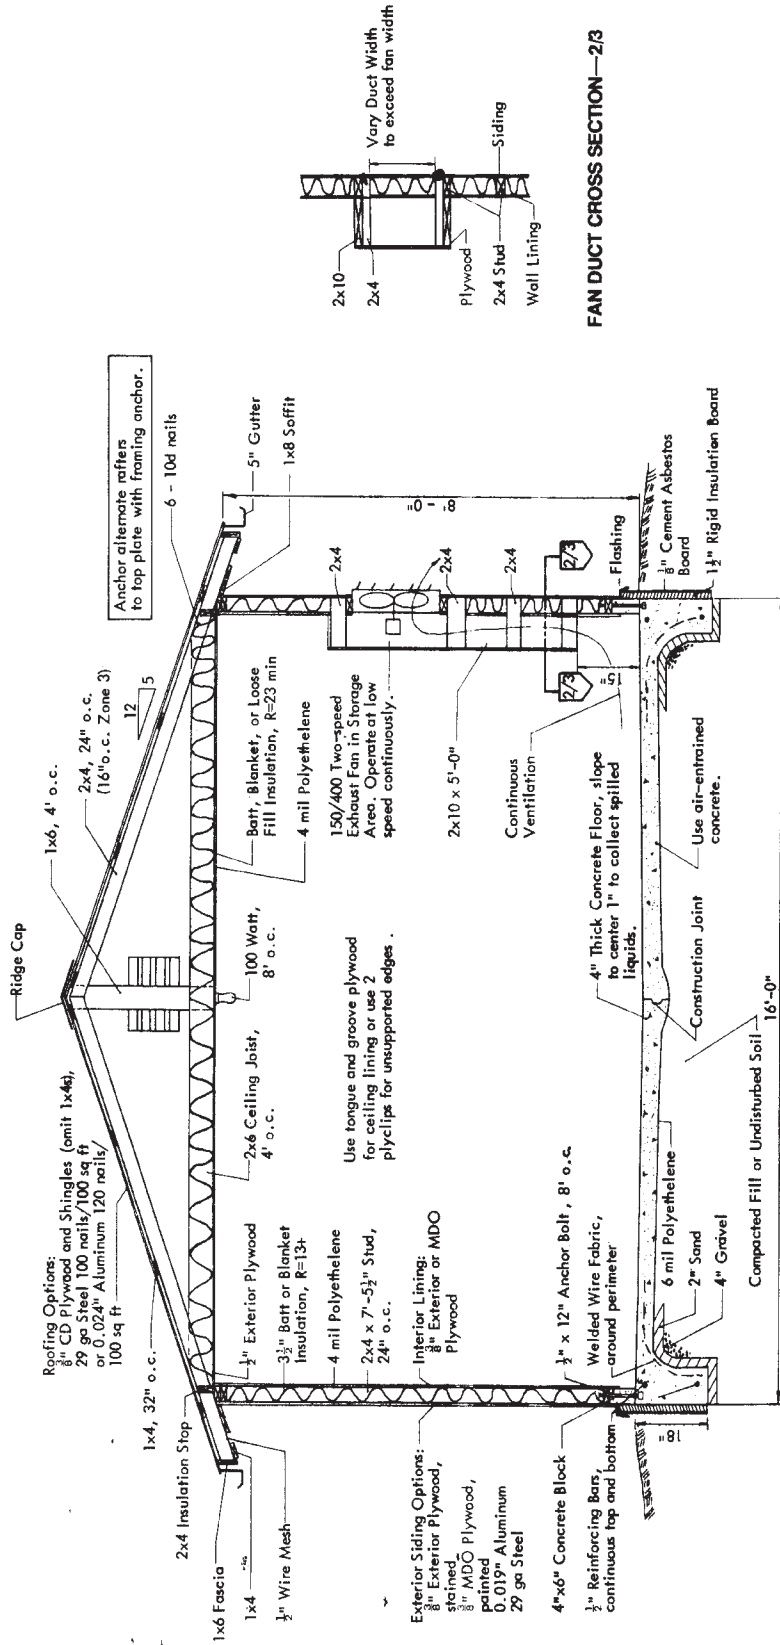 Ridge Cap
Roofing Options:
3/8" CD Plywood and Shingles (omit 1x4s),
29 ga Steel 100 nails/100 sq ft
or 0.024" Aluminum 120 nails/
100 sq ft
1x4, 32" o.c.
1x6, 4' o.c.
2x4, 24" o.c.
(16"o.c. Zone 3)
12
5
Anchor alternate rafters
to top plate with framing anchor.
6 - 10d nails
5" Gutter
1x8 Soffit
2x4 Insulation Stop
1x6 Fascia
1x4
1/2" Wire Mesh
1/2" Exterior Plywood
3 1/2" Batt or Blanket
Insulation, R=13+
4 mil Polyethelene
2x4 x 7'-5 1/2" Stud,
24" o.c.
Interior Lining:
3/8" Exterior or MDO
Plywood
2x6 Ceiling Joist,
4' o.c.
100 Watt,
8' o.c.
Batt, Blanket, or Loose
Fill Insulation, R=23 min
4 mil Polyethelene
Use tongue and groove plywood
for ceiling lining or use 2
plyclips for unsupported edges .
150/400 Two-speed
Exhaust Fan in Storage
Area. Operate at low
speed continuously.
2x4
2x4
2x4
2x10 x 5'-0"
8' - 0"
Continuous
Ventilation
2/3
2/3
15"
Flashing
1/8" Cement Asbestos
Board
1 1/2" Rigid Insulation Board
Exterior Siding Options:
3/8" Exterior Plywood,
stained
3/8" MDO Plywood,
painted
0.019" Aluminum
29 ga Steel
4"x6" Concrete Block
1/2" Reinforcing Bars,
continuous top and bottom
1/2" x 12" Anchor Bolt, 8' o.c.
Welded Wire Fabric,
around perimeter
4" Thick Concrete Floor, slope
to center 1" to collect spilled
liquids.
18"
6 mil Polyethelene
2" Sand
4" Gravel
Construction Joint
Use air-entrained
concrete.
Compacted Fill or Undisturbed Soil
16'-0"
Vary Duct Width
to exceed fan width
2x10
2x4
Plywood
2x4 Stud
Wall Lining
Siding
FAN DUCT CROSS SECTION—2/3